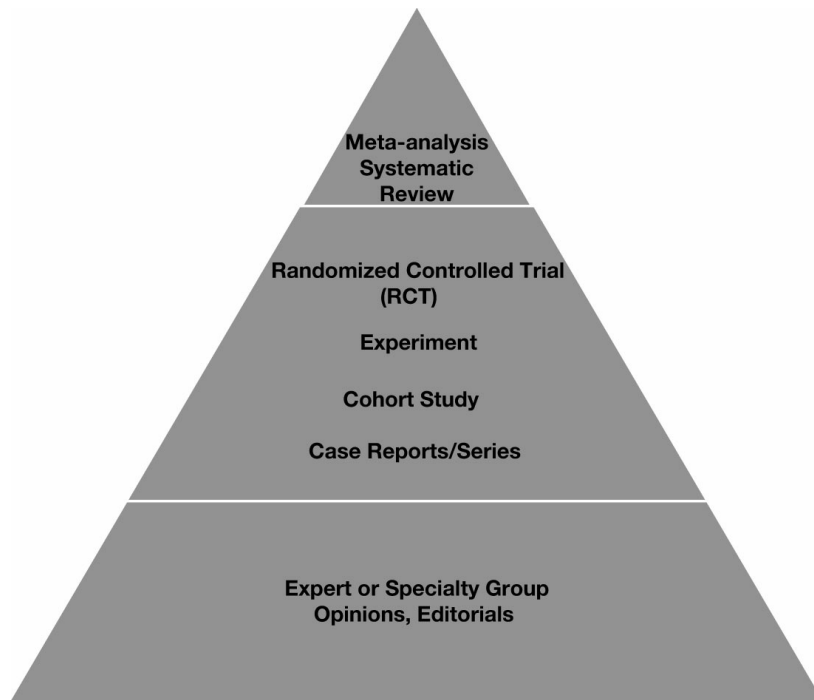 Meta-analysis
Systematic
Review
Randomized Controlled Trial
(RCT)
Experiment
Cohort Study
Case Reports/Series
Expert or Specialty Group
Opinions, Editorials